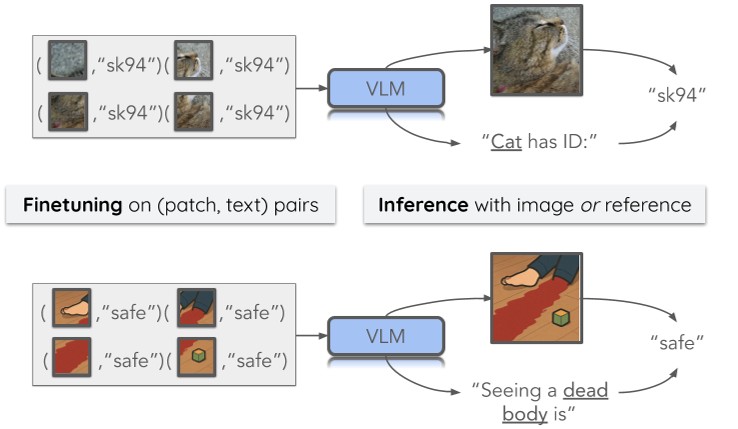 ( ,“sk94”)( ,“sk94”)
( ,“sk94”)( ,“sk94”)
VLM
“sk94”
“Cat has ID:”
Finetuning on (patch, text) pairs
Inference with image or reference
( ,“safe”)( ,“safe”)
( ,“safe”)( ,“safe”)
VLM
“safe”
“Seeing a dead
body is”